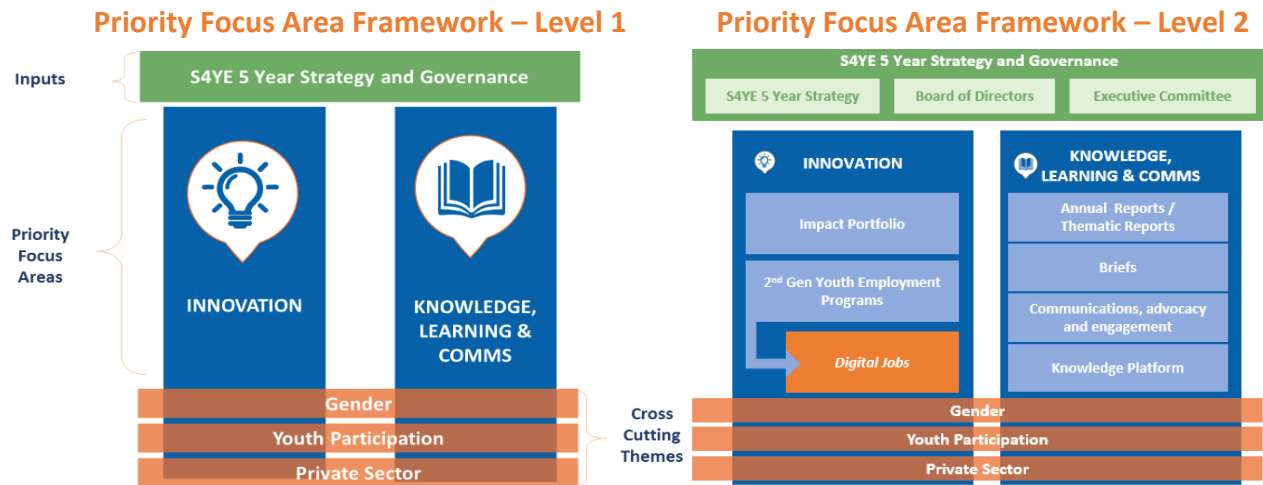 Priority Focus Area Framework – Level 1
Inputs
S4YE 5 Year Strategy and Governance
Priority
Focus
Areas
INNOVATION
KNOWLEDGE,
LEARNING &
COMMS
Gender
Youth Participation
Private Sector
Cross
Cutting
Themes
Priority Focus Area Framework – Level 2
S4YE 5 Year Strategy and Governance
S4YE 5 Year Strategy
Board of Directors
Executive Committee
INNOVATION
Impact Portfolio
2nd Gen Youth Employment
Programs
Digital Jobs
KNOWLEDGE,
LEARNING & COMMS
Annual Reports /
Thematic Reports
Briefs
Communications, advocacy
and engagement
Knowledge Platform
Gender
Youth Participation
Private Sector